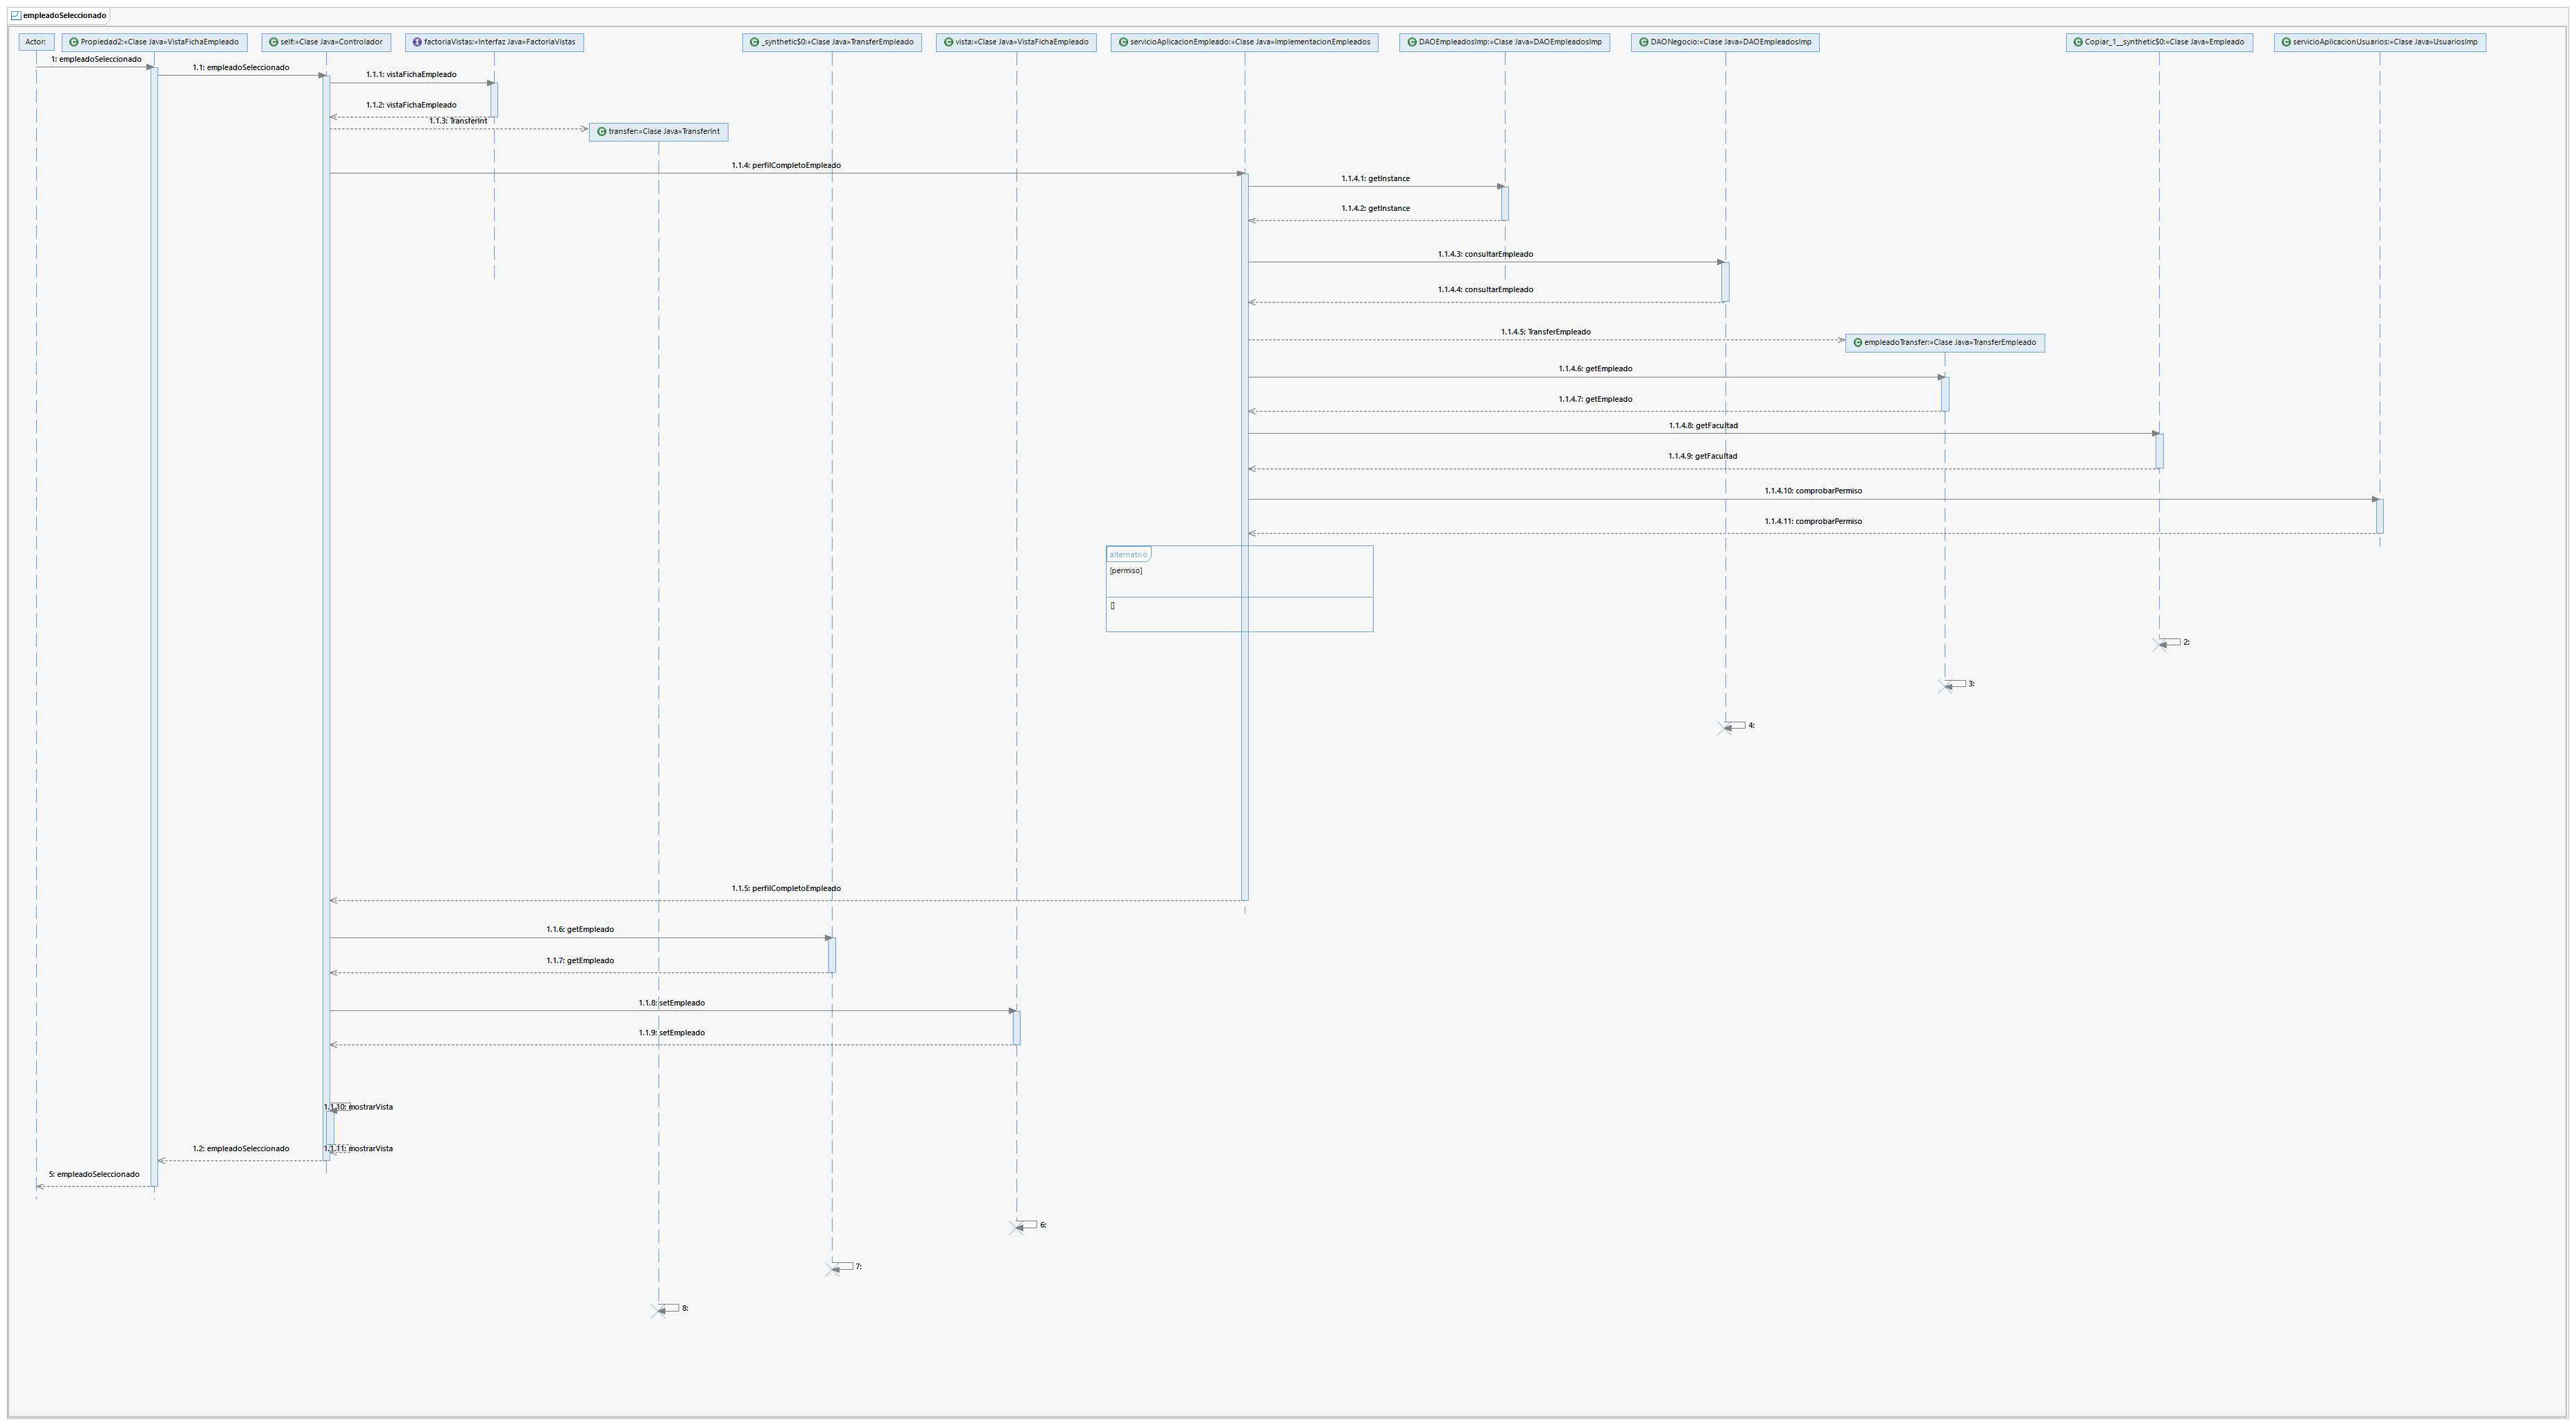 empleadoSeleccionado
Actor:
Propiedad2:«Clase Java»VistaFichaEmpleado
self:«Clase Java»Controlador
factoriaVistas:«Interfaz Java»FactoriaVistas
_synthetic$0:«Clase Java»TransferEmpleado
vista:«Clase Java»VistaFichaEmpleado
servicioAplicacionEmpleado:«Clase Java»ImplementacionEmpleados
DAOEmpleadosImp:«Clase Java»DAOEmpleadosImp
DAONegocio:«Clase Java»DAOEmpleadosImp
Copiar_1__synthetic$0:«Clase Java»Empleado
servicioAplicacionUsuarios:«Clase Java»UsuariosImp
1: empleadoSeleccionado
1.1: empleadoSeleccionado
1.1.1: vistaFichaEmpleado
1.1.2: vistaFichaEmpleado
1.1.3: TransferInt
transfer:«Clase Java»TransferInt
1.1.4: perfilCompletoEmpleado
1.1.4.1: getInstance
1.1.4.2: getInstance
1.1.4.3: consultarEmpleado
1.1.4.4: consultarEmpleado
1.1.4.5: TransferEmpleado
empleadoTransfer:«Clase Java»TransferEmpleado
1.1.4.6: getEmpleado
1.1.4.7: getEmpleado
1.1.4.8: getFacultad
1.1.4.9: getFacultad
1.1.4.10: comprobarPermiso
1.1.4.11: comprobarPermiso
alternativo
[permiso]
[]
2:
3:
4:
1.1.5: perfilCompletoEmpleado
1.1.6: getEmpleado
1.1.7: getEmpleado
1.1.8: setEmpleado
1.1.9: setEmpleado
1.1.10: mostrarVista
1.2: empleadoSeleccionado
1.1.11: mostrarVista
5: empleadoSeleccionado
6:
7:
8: